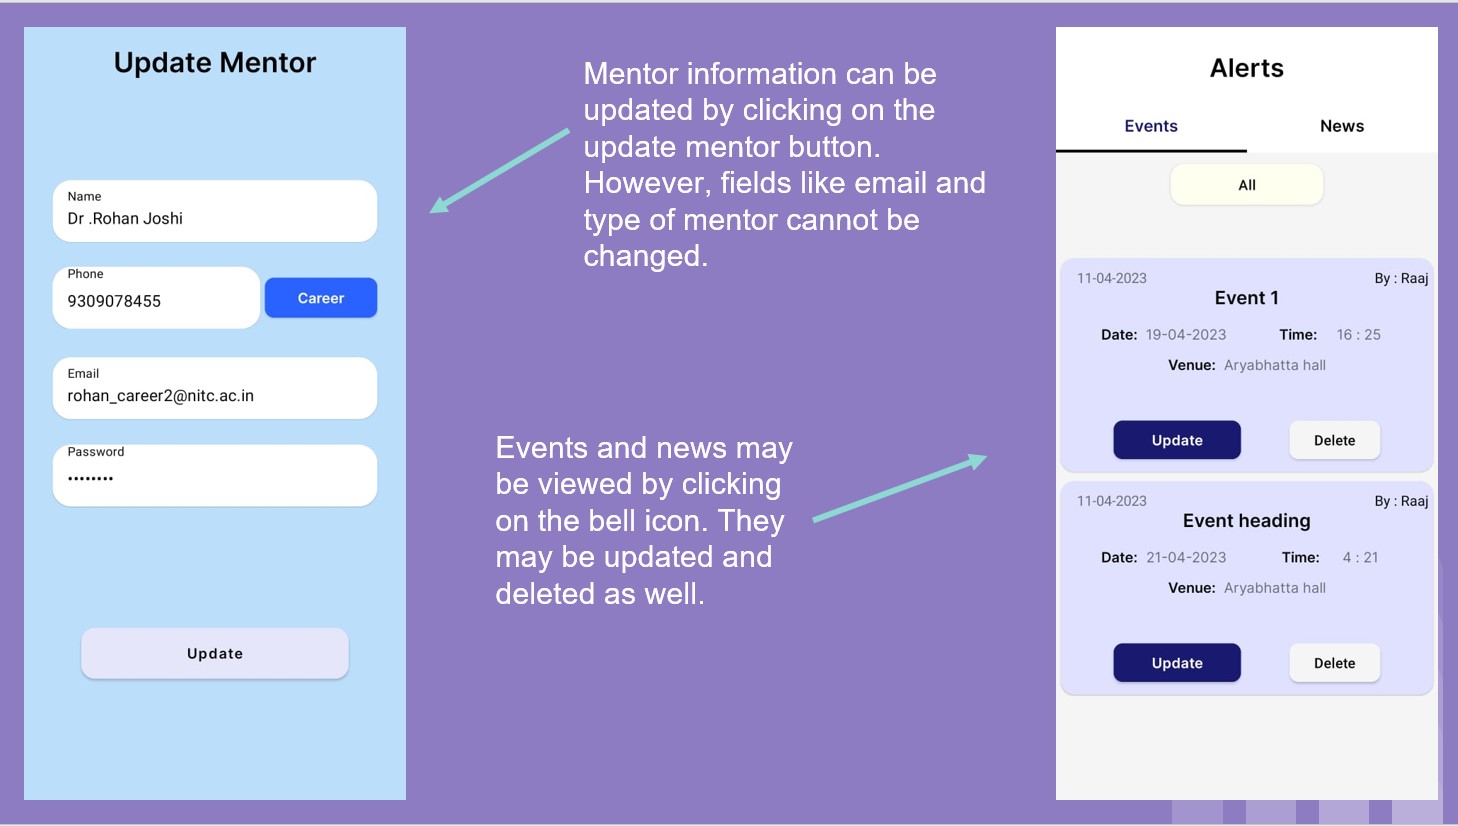 Update Mentor
Name
Dr .Rohan Joshi
Phone
9309078455
Career
Email
rohan_career2@nitc.ac.in
Password
••••••••
Update
Mentor information can be
updated by clicking on the
update mentor button.
However, fields like email and
type of mentor cannot be
changed.
Events and news may
be viewed by clicking
on the bell icon. They
may be updated and
deleted as well.
Alerts
Events News
All
11-04-2023 By : Raaj
Event 1
Date: 19-04-2023 Time: 16 : 25
Venue: Aryabhatta hall
Update Delete
11-04-2023 By : Raaj
Event heading
Date: 21-04-2023 Time: 4 : 21
Venue: Aryabhatta hall
Update Delete